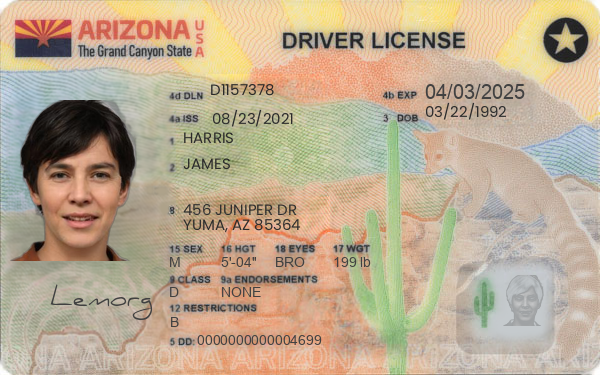 ARIZONA USA
The Grand Canyon State
DRIVER LICENSE
4d DLN D1157378
4b EXP 04/03/2025
4a ISS 08/23/2021
3 DOB 03/22/1992
1 HARRIS
2 JAMES
8 456 JUNIPER DR
YUMA, AZ 85364
15 SEX 16 HGT 18 EYES 17 WGT
M 5'-04" BRO 199 lb
9 CLASS 9a ENDORSEMENTS
D NONE
12 RESTRICTIONS
B
Lemorg
5 DD: 0000000000004699
ARIZONA ARIZONA ARIZONA ARIZONA